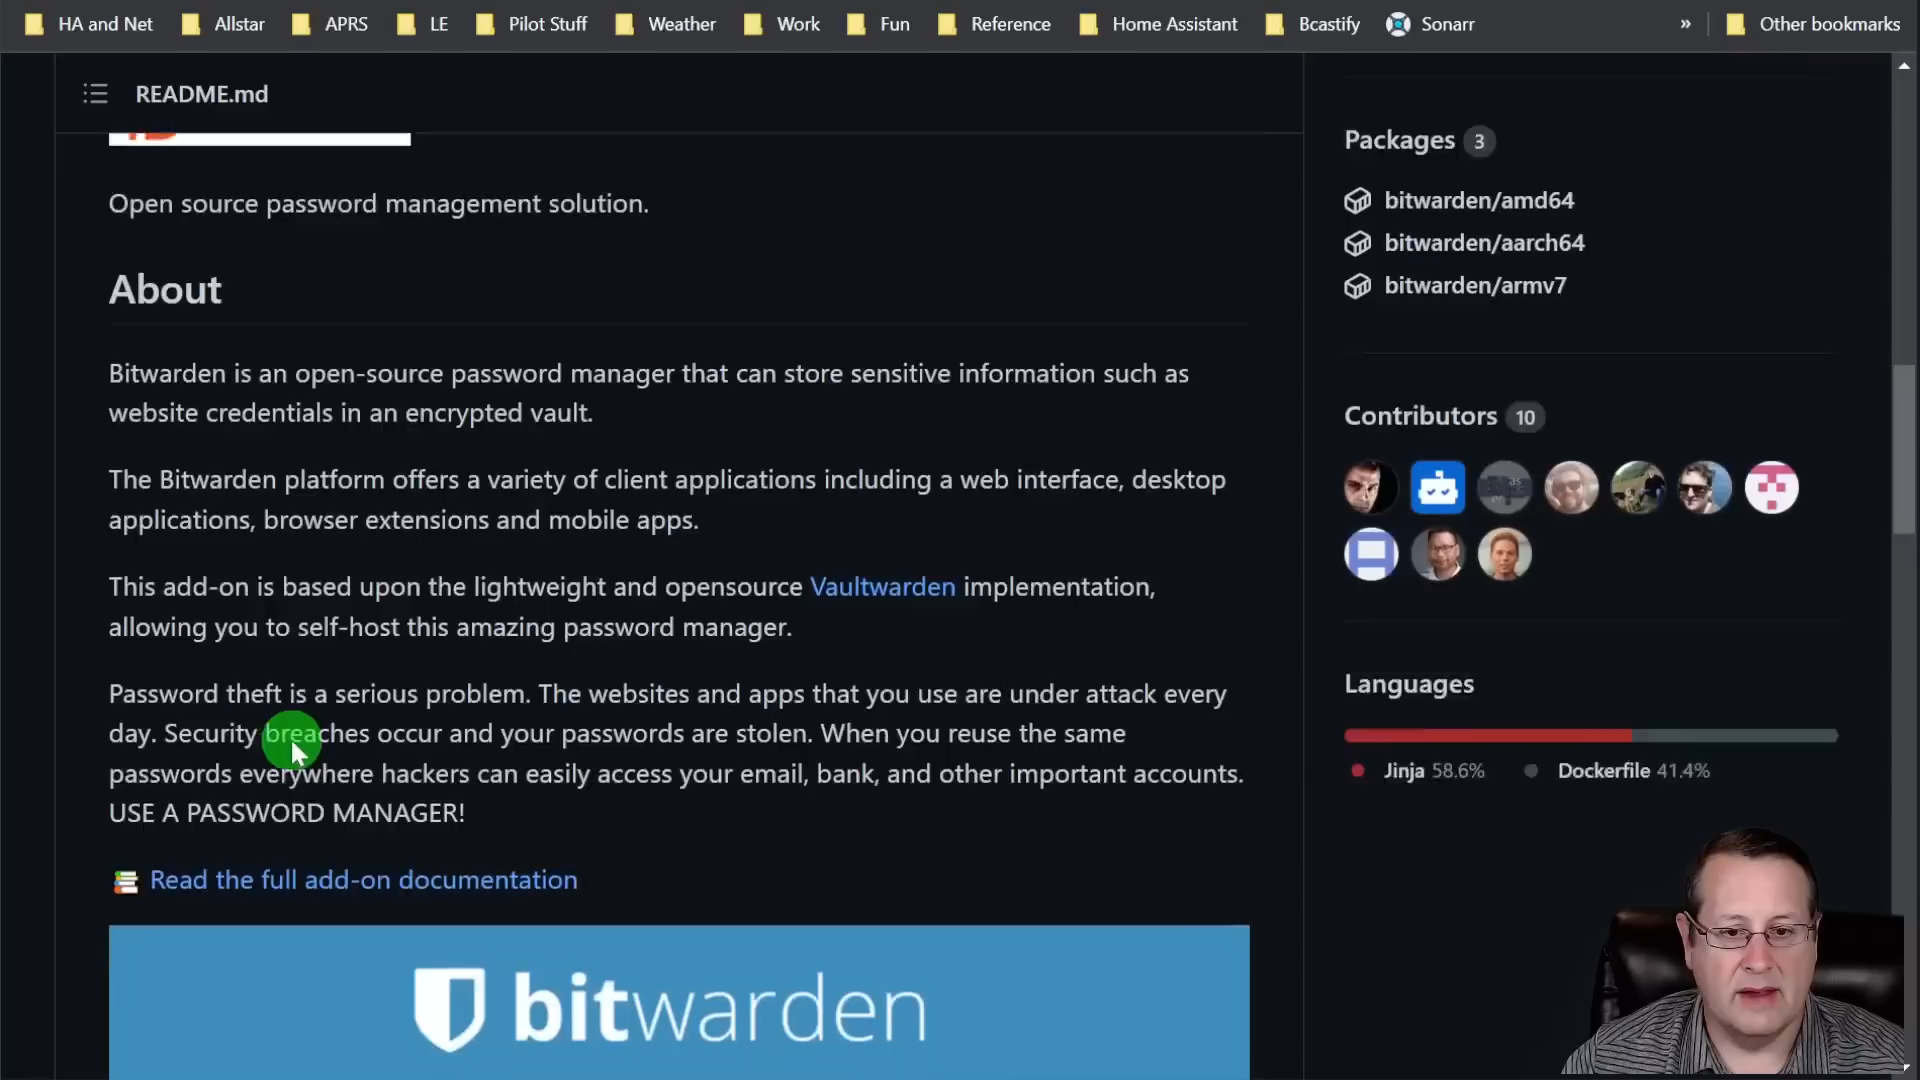 HA and Net Allstar APRS LE Pilot Stuff Weather Work Fun Reference Home Assistant Bcastify Sonarr » Other bookmarks
README.md
Open source password management solution.
About
Bitwarden is an open-source password manager that can store sensitive information such as
website credentials in an encrypted vault.
The Bitwarden platform offers a variety of client applications including a web interface, desktop
applications, browser extensions and mobile apps.
This add-on is based upon the lightweight and opensource Vaultwarden implementation,
allowing you to self-host this amazing password manager.
Password theft is a serious problem. The websites and apps that you use are under attack every
day. Security breaches occur and your passwords are stolen. When you reuse the same
passwords everywhere hackers can easily access your email, bank, and other important accounts.
USE A PASSWORD MANAGER!
Read the full add-on documentation
bitwarden
Packages 3
bitwarden/amd64
bitwarden/aarch64
bitwarden/armv7
Contributors 10
Languages
Jinja 58.6% Dockerfile 41.4%